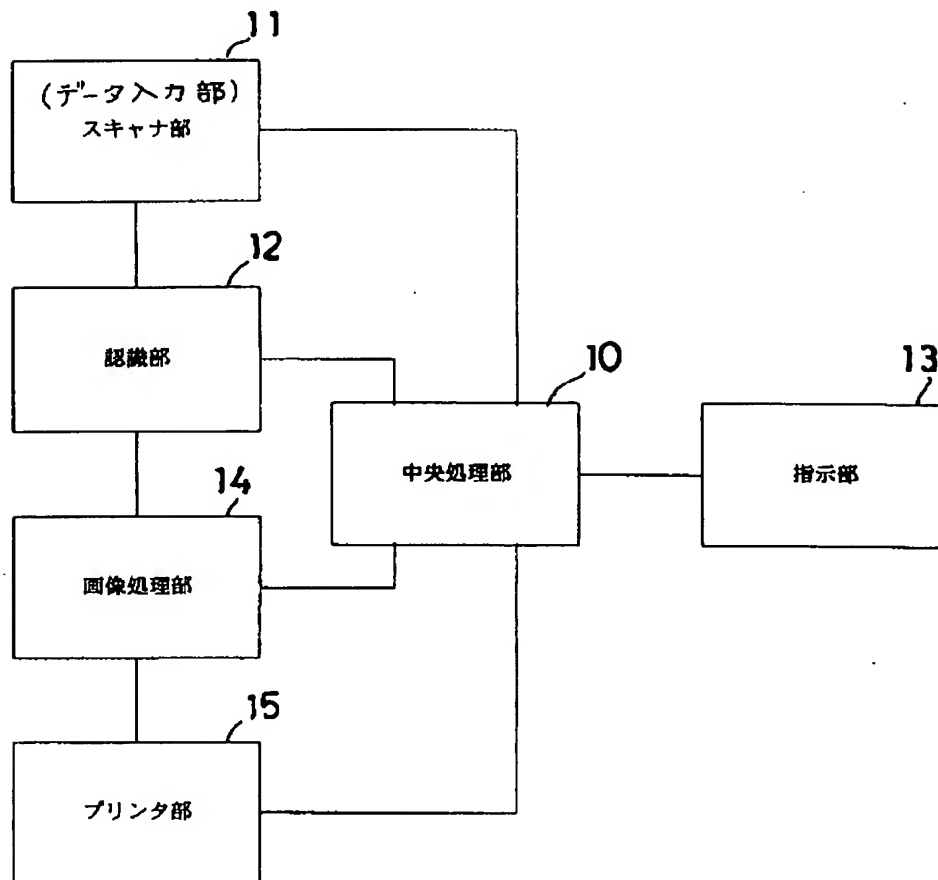 11
(データ入力部)
スキャナ部
12
認識部
10
中央処理部
13
指示部
14
画像処理部
15
プリンタ部